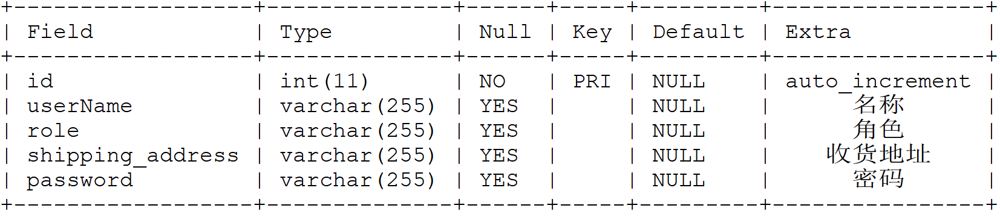 +------------------+--------------+------+-----+---------+----------------+
| Field            | Type         | Null | Key | Default | Extra          |
+------------------+--------------+------+-----+---------+----------------+
| id               | int(11)      | NO   | PRI | NULL    | auto_increment |
| userName         | varchar(255) | YES  |     | NULL    | 名称 |
| role             | varchar(255) | YES  |     | NULL    | 角色 |
| shipping_address | varchar(255) | YES  |     | NULL    | 收货地址 |
| password         | varchar(255) | YES  |     | NULL    | 密码 |
+------------------+--------------+------+-----+---------+----------------+